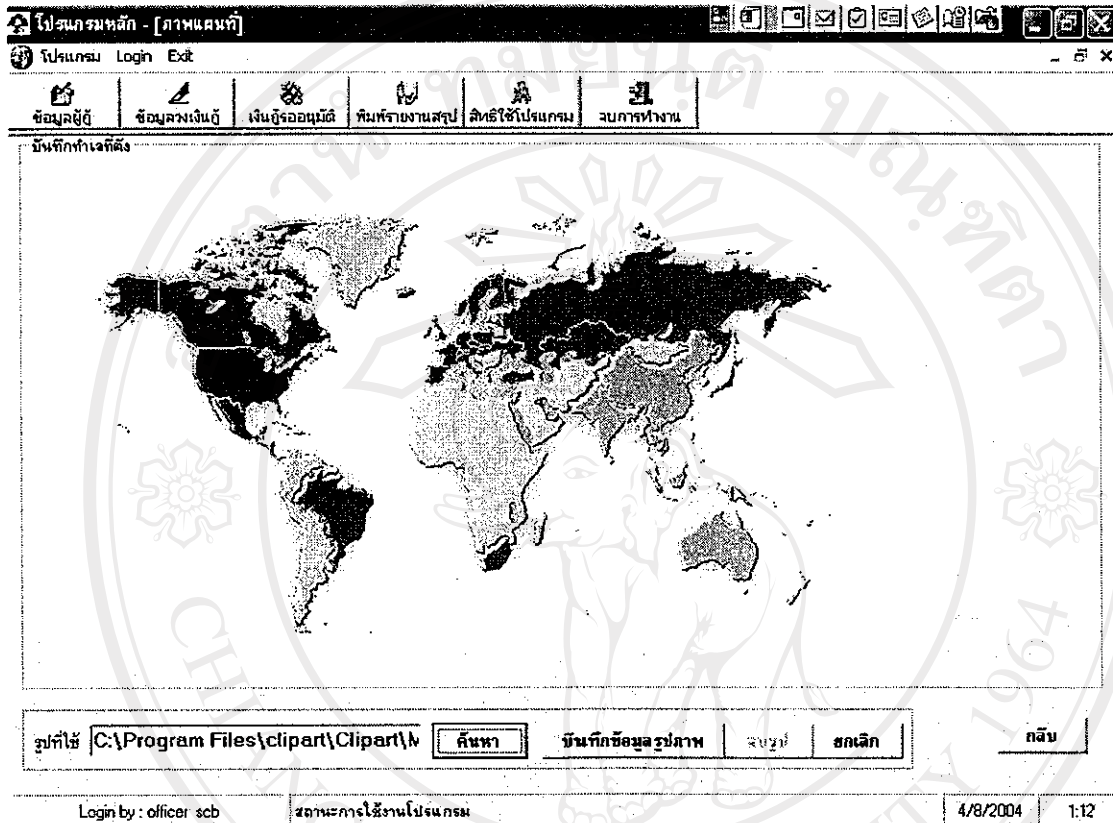 โปรแกรมหลัก - [ภาพแผนที่]
โปรแกรม Login Exit
ข้อมูลผู้กู้ ข้อมูลวงเงินกู้ เงินกู้รออนุมัติ พิมพ์รายงานสรุป สิทธิใช้โปรแกรม จบการทำงาน
บันทึกทำเลที่ตั้ง
รูปที่ใช้ C:\Program Files\clipart\Clipart\M ค้นหา บันทึกข้อมูลรูปภาพ ลบรูป ยกเลิก กลับ
Login by : officer scb สถานะการใช้งานโปรแกรม 4/8/2004 1:12
1964